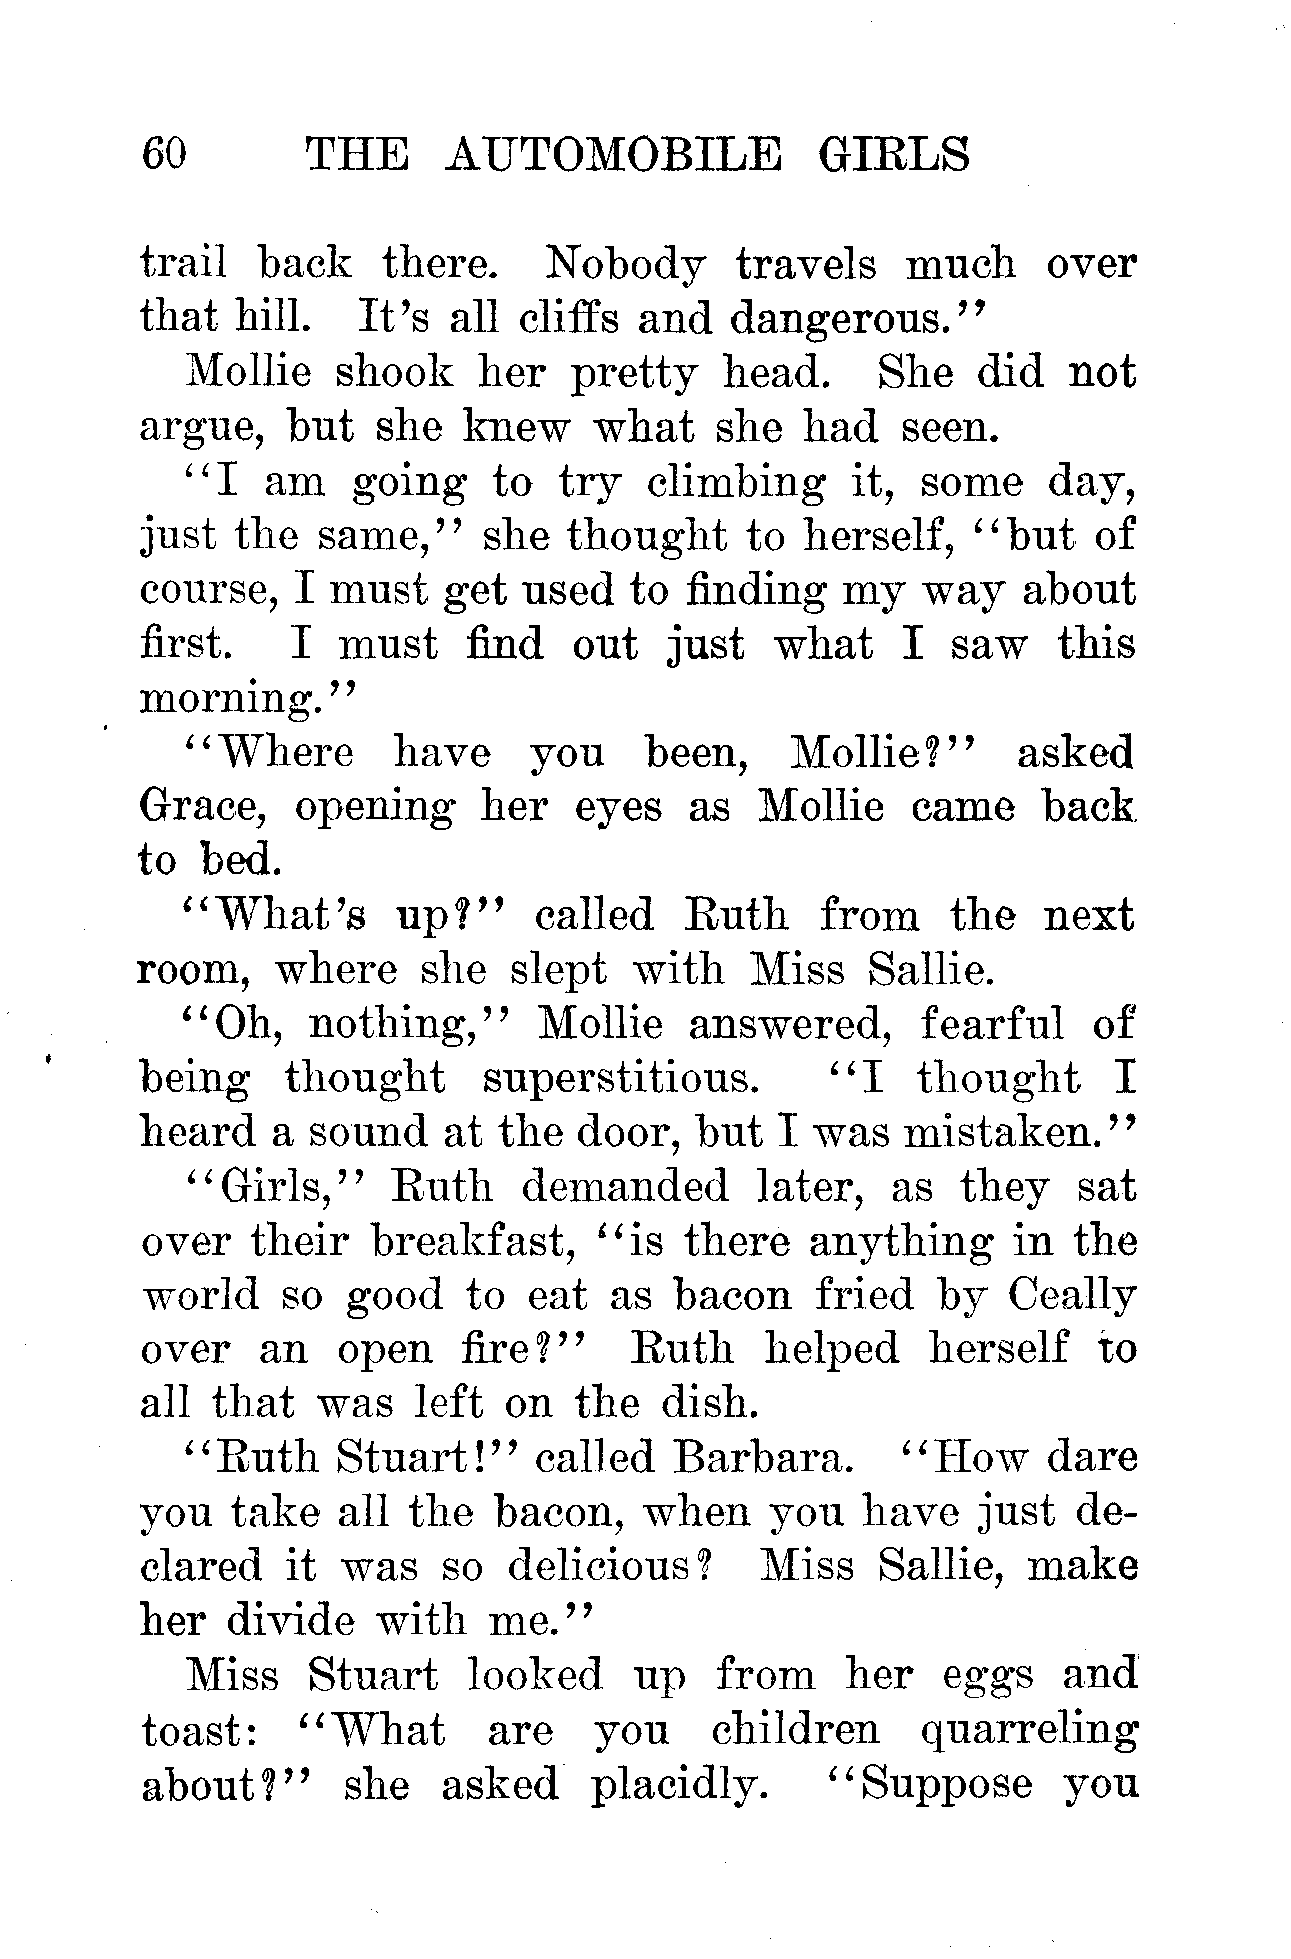 60 THE AUTOMOBILE GIRLS
trail back there. Nobody travels much over
that hill. It's all cliffs and dangerous.''
Mollie shook her pretty head. She did not
argue, but she knew what she had seen.
‘‘I am going to try climbing it, some day,
just the same,’’ she thought to herself, ‘‘but of
course, I must get used to finding my way about
first. I must find out just what I saw this
morning.’’
‘‘Where have you been, Mollie?’’ asked
Grace, opening her eyes as Mollie came back
to bed.
‘‘What's up?’’ called Ruth from the next
room, where she slept with Miss Sallie.
‘‘Oh, nothing,’’ Mollie answered, fearful of
being thought superstitious. ‘‘I thought I
heard a sound at the door, but I was mistaken.’’
‘‘Girls,’’ Ruth demanded later, as they sat
over their breakfast, ‘‘is there anything in the
world so good to eat as bacon fried by Ceally
over an open fire?’’ Ruth helped herself to
all that was left on the dish.
‘‘Ruth Stuart!’’ called Barbara. ‘‘How dare
you take all the bacon, when you have just de-
clared it was so delicious? Miss Sallie, make
her divide with me.’’
Miss Stuart looked up from her eggs and
toast: ‘‘What are you children quarreling
about?’’ she asked placidly. ‘‘Suppose you